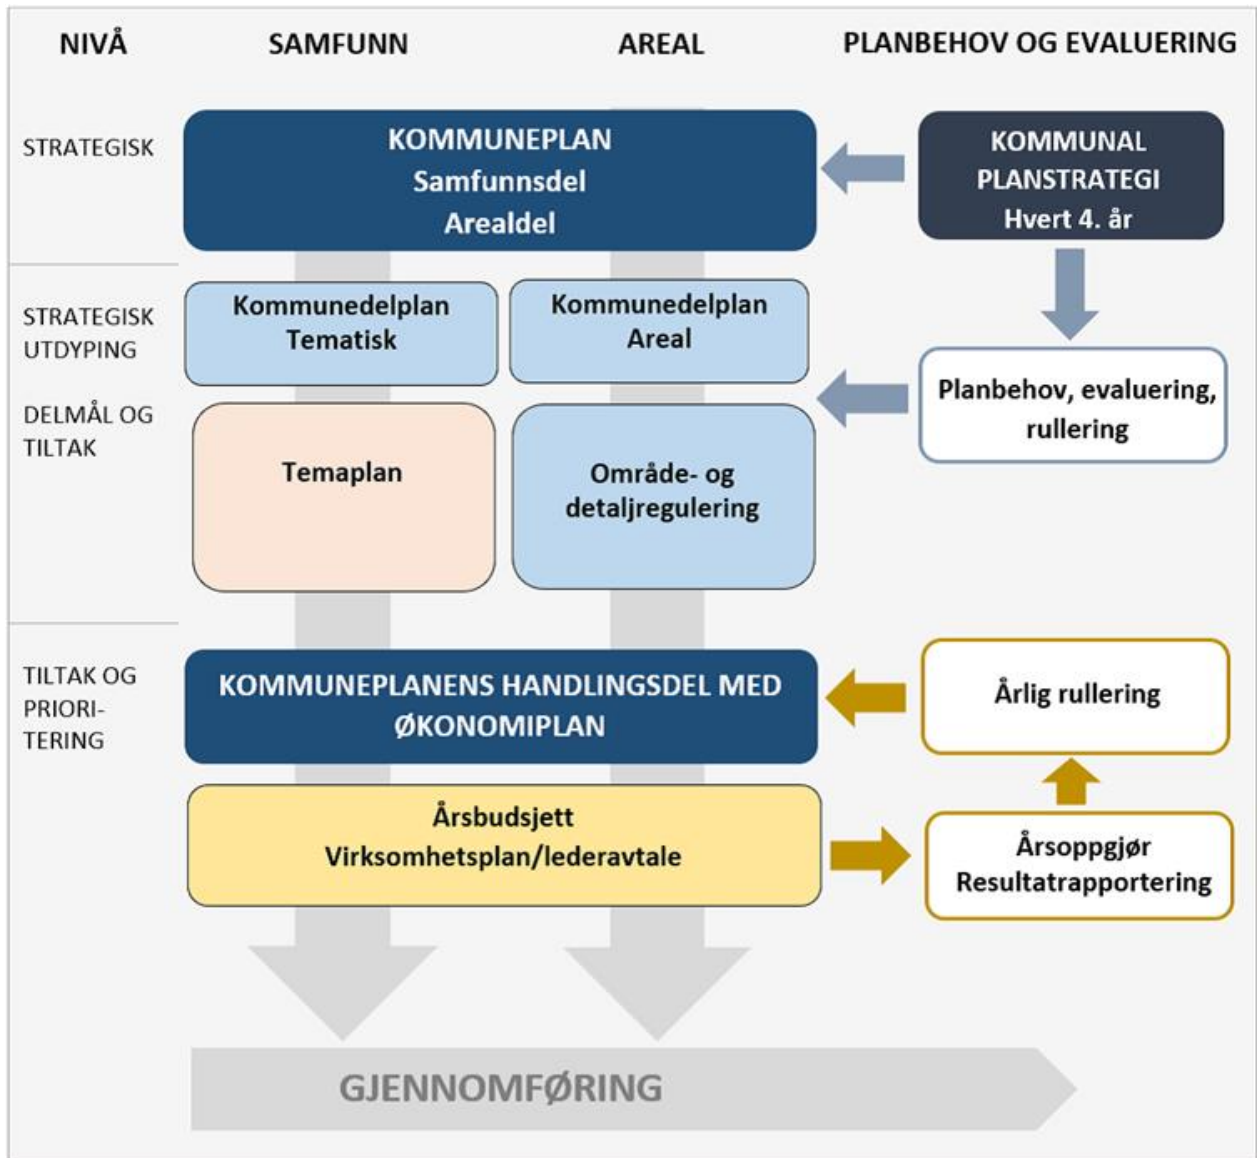 NIVÅ
SAMFUNN
AREAL
PLANBEHOV OG EVALUERING
STRATEGISK
KOMMUNEPLAN
Samfunnsdel
Arealdel
KOMMUNAL
PLANSTRATEGI
Hvert 4. år
STRATEGISK
UTDYPING
Kommunedelplan
Tematisk
Kommunedelplan
Areal
Planbehov, evaluering,
rullering
DELMÅL OG
TILTAK
Temaplan
Område- og
detaljregulering
TILTAK OG
PRIORI-
TERING
KOMMUNEPLANENS HANDLINGSDEL MED
ØKONOMIPLAN
Årlig rullering
Årsbudsjett
Virksomhetsplan/lederavtale
Årsoppgjør
Resultatrapportering
GJENNOMFØRING